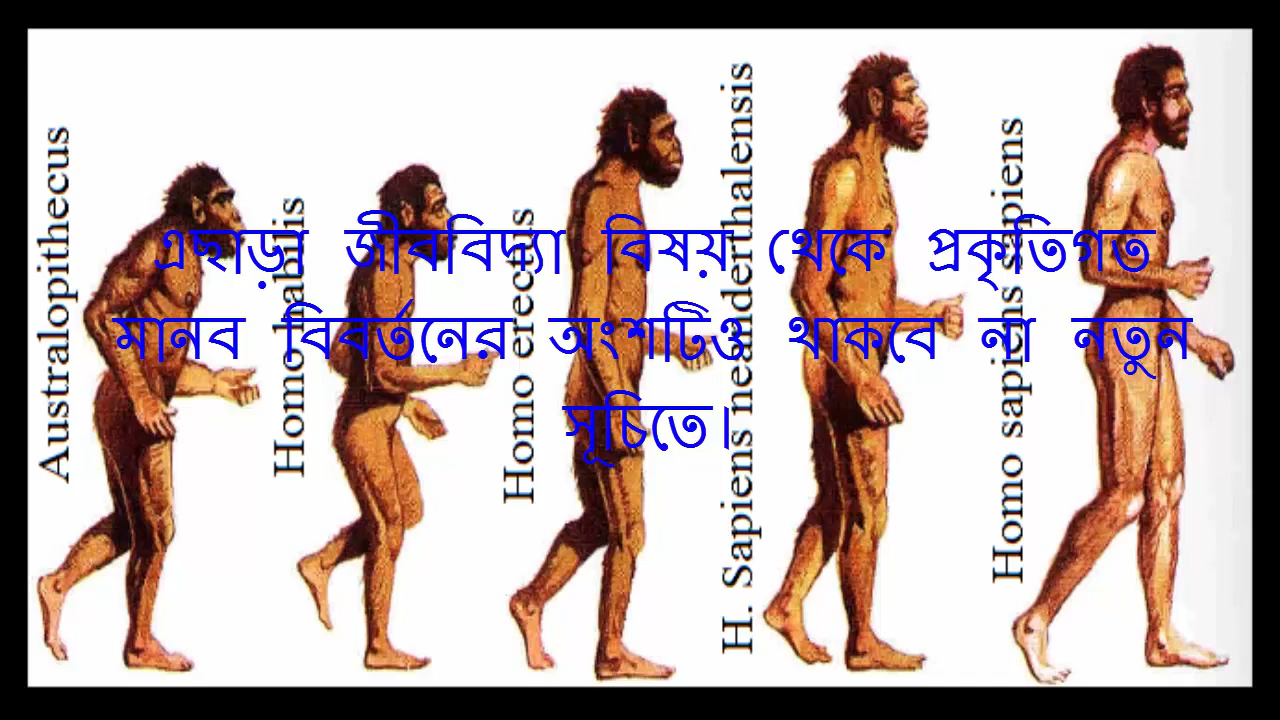 Australopithecus
Homo habilis
Homo erectus
H. Sapiens neanderthalensis
Homo sapiens sapiens
এছাড়া জীববিদ্যা বিষয় থেকে প্রকৃতিগত
মানব বিবর্তনের অংশটিও থাকবে না নতুন
সূচিতে।